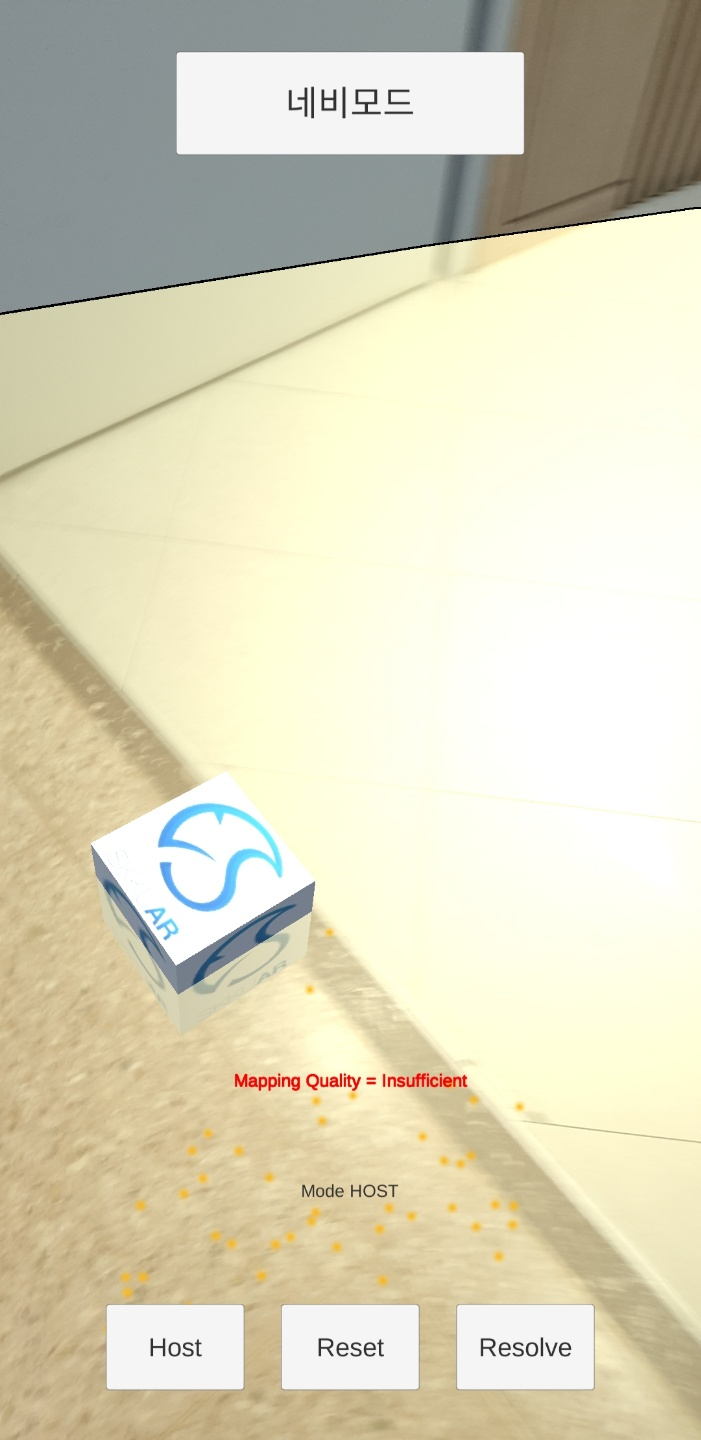 네비모드
AR
AR
Mapping Quality = Insufficient
Mode HOST
Host
Reset
Resolve